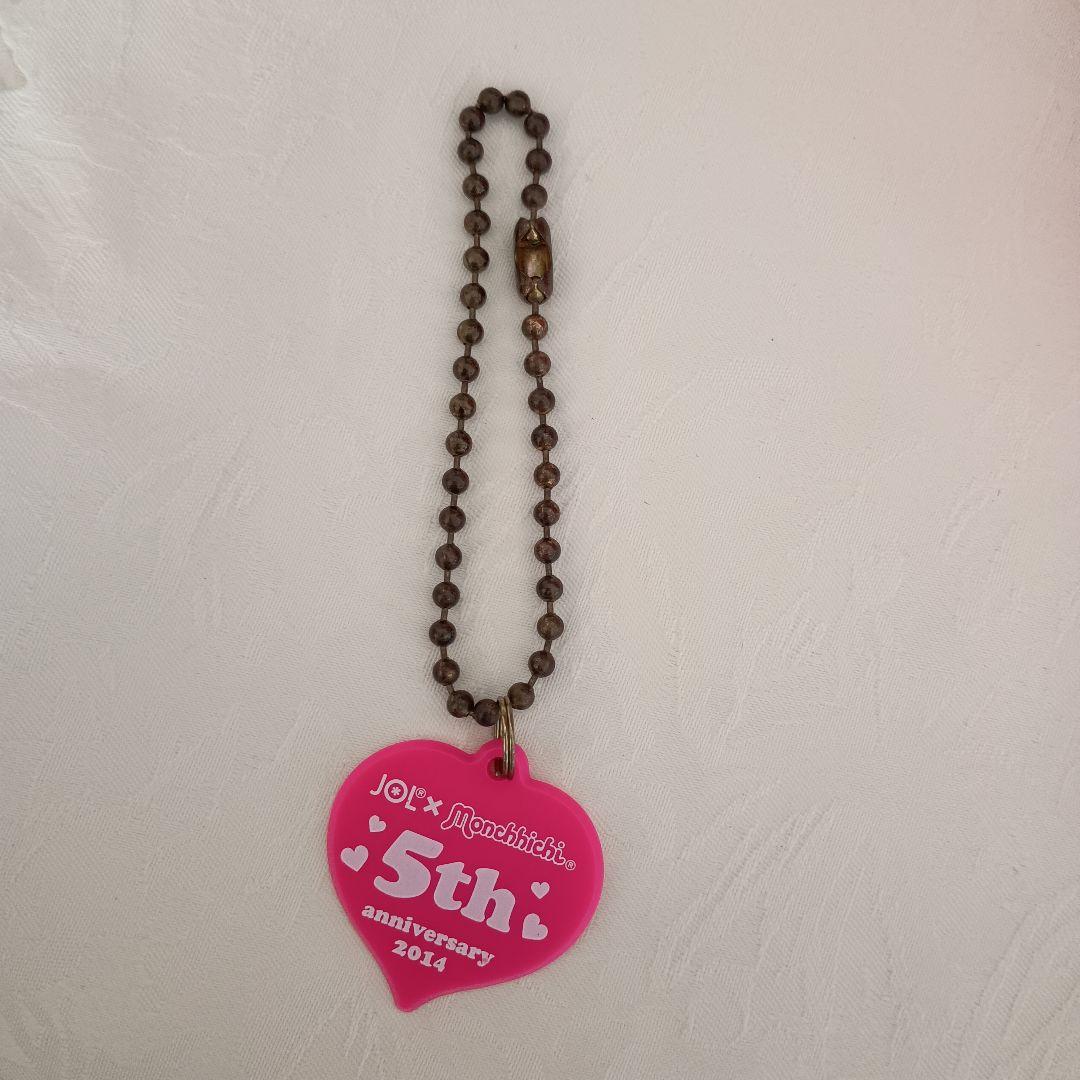 JOL® × Monchhichi®
5th
anniversary
2014